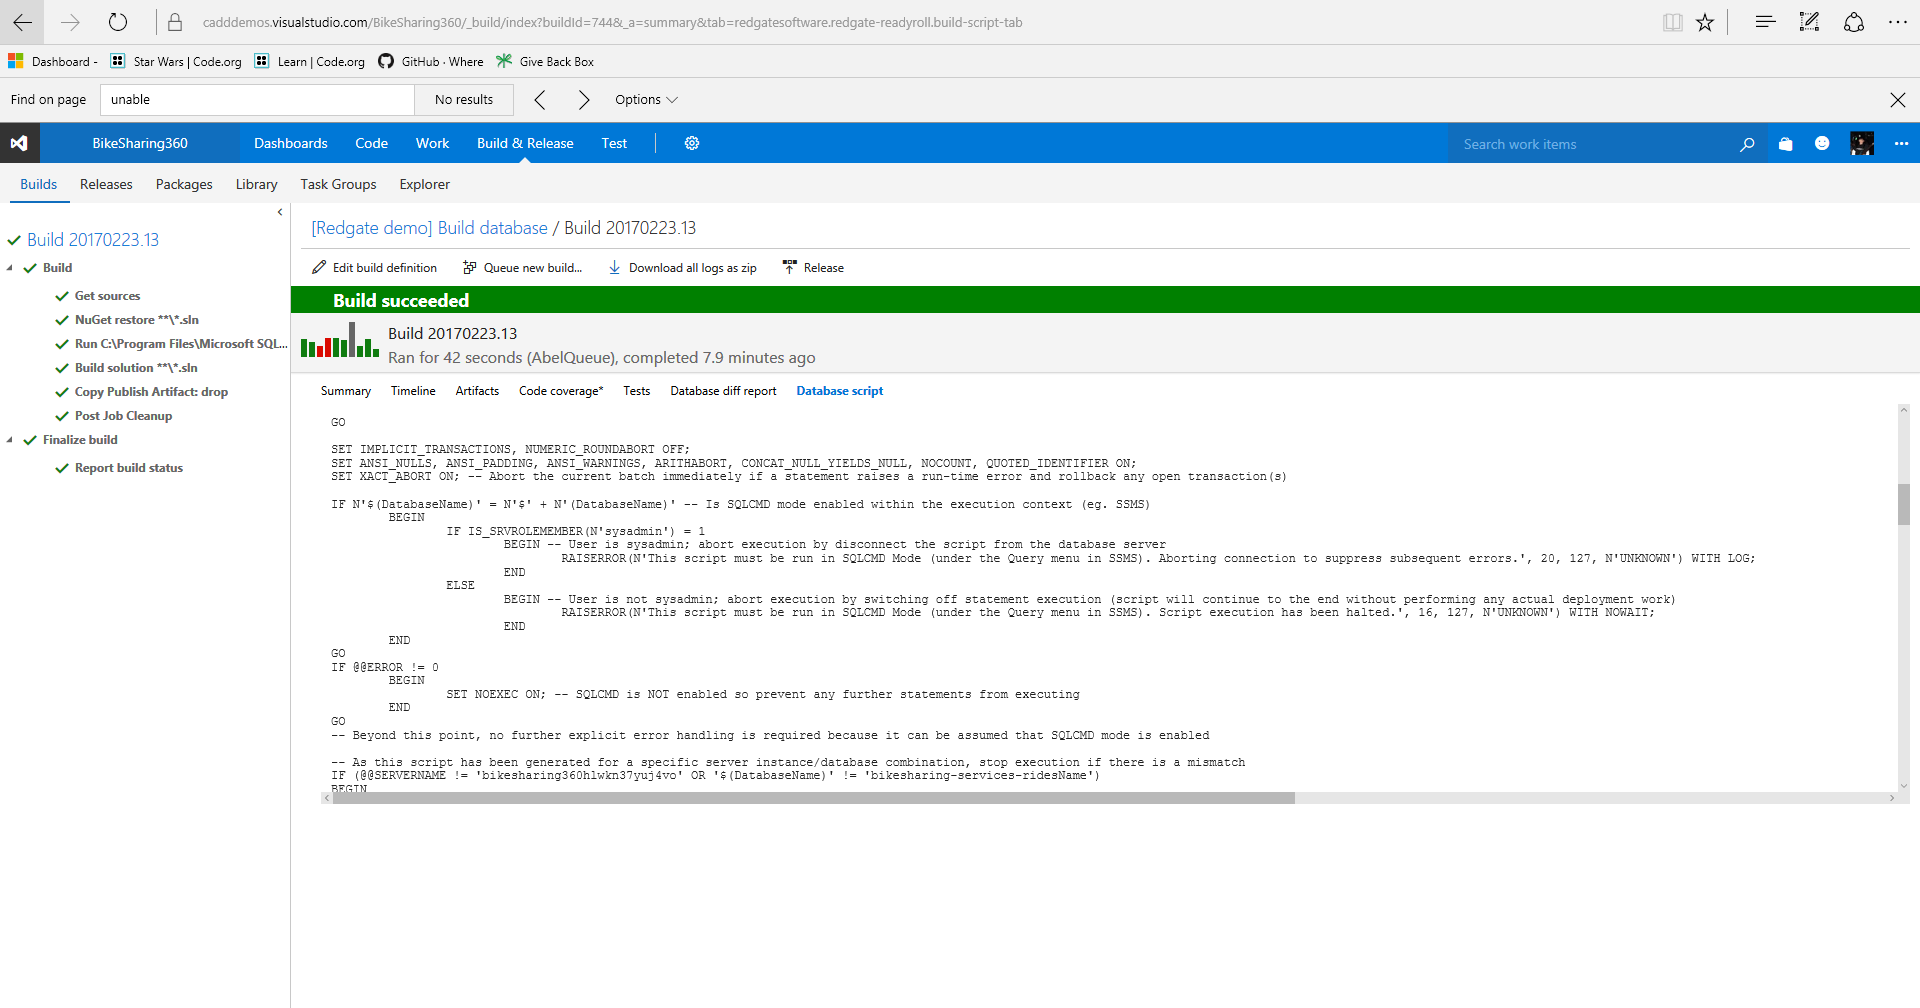 cadddemos.visualstudio.com/BikeSharing360/_build/index?buildId=744&_a=summary&tab=redgatesoftware.redgate-readyroll.build-script-tab
Dashboard - Star Wars | Code.org Learn | Code.org GitHub · Where Give Back Box
Find on page unable No results Options
BikeSharing360 Dashboards Code Work Build & Release Test Search work items
Builds Releases Packages Library Task Groups Explorer
Build 20170223.13
Build
Get sources
NuGet restore **\*.sln
Run C:\Program Files\Microsoft SQL...
Build solution **\*.sln
Copy Publish Artifact: drop
Post Job Cleanup
Finalize build
Report build status
[Redgate demo] Build database / Build 20170223.13
Edit build definition Queue new build... Download all logs as zip Release
Build succeeded
Build 20170223.13
Ran for 42 seconds (AbelQueue), completed 7.9 minutes ago
Summary Timeline Artifacts Code coverage* Tests Database diff report Database script
GO
SET IMPLICIT_TRANSACTIONS, NUMERIC_ROUNDABORT OFF;
SET ANSI_NULLS, ANSI_PADDING, ANSI_WARNINGS, ARITHABORT, CONCAT_NULL_YIELDS_NULL, NOCOUNT, QUOTED_IDENTIFIER ON;
SET XACT_ABORT ON; -- Abort the current batch immediately if a statement raises a run-time error and rollback any open transaction(s)
IF N'$(DatabaseName)' = N'$' + N'(DatabaseName)' -- Is SQLCMD mode enabled within the execution context (eg. SSMS)
BEGIN
IF IS_SRVROLEMEMBER(N'sysadmin') = 1
BEGIN -- User is sysadmin; abort execution by disconnect the script from the database server
RAISERROR(N'This script must be run in SQLCMD Mode (under the Query menu in SSMS). Aborting connection to suppress subsequent errors.', 20, 127, N'UNKNOWN') WITH LOG;
END
ELSE
BEGIN -- User is not sysadmin; abort execution by switching off statement execution (script will continue to the end without performing any actual deployment work)
RAISERROR(N'This script must be run in SQLCMD Mode (under the Query menu in SSMS). Script execution has been halted.', 16, 127, N'UNKNOWN') WITH NOWAIT;
END
END
GO
IF @@ERROR != 0
BEGIN
SET NOEXEC ON; -- SQLCMD is NOT enabled so prevent any further statements from executing
END
GO
-- Beyond this point, no further explicit error handling is required because it can be assumed that SQLCMD mode is enabled
-- As this script has been generated for a specific server instance/database combination, stop execution if there is a mismatch
IF (@@SERVERNAME != 'bikesharing360hlwkn37yuj4vo' OR '$(DatabaseName)' != 'bikesharing-services-ridesName')
BEGIN